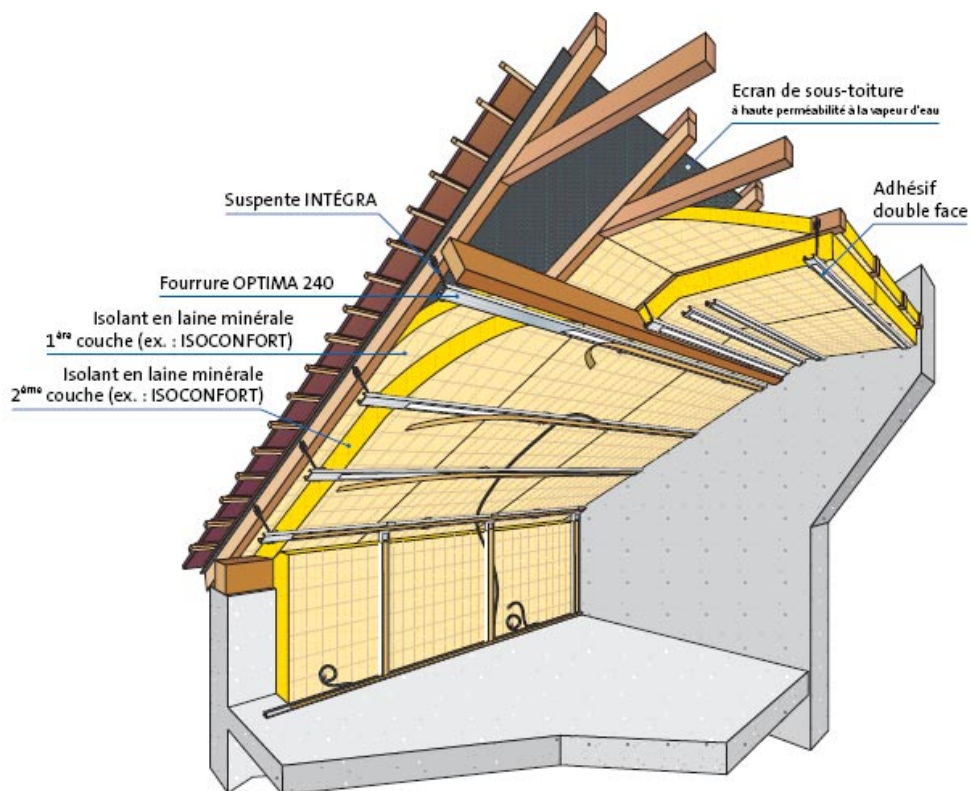 Ecran de sous-toiture
à haute perméabilité à la vapeur d'eau
Adhésif
double face
Suspente INTÉGRA
Fourrure OPTIMA 240
Isolant en laine minérale
1ère couche (ex. : ISOCONFORT)
Isolant en laine minérale
2ème couche (ex. : ISOCONFORT)